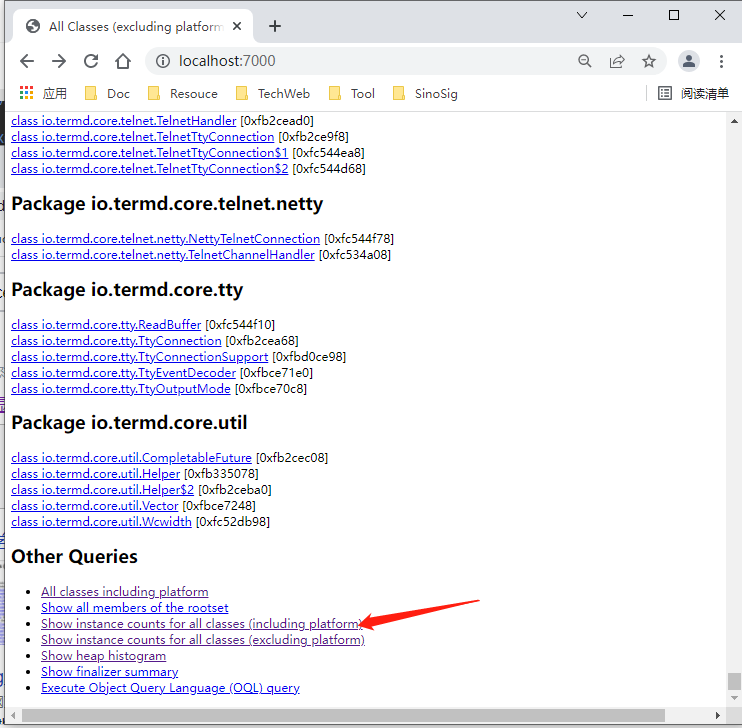 All Classes (excluding platform
localhost:7000
应用
Doc
Resouce
TechWeb
Tool
SinoSig
阅读清单
class io.termd.core.telnet.TelnetHandler [0xfb2cead0]
class io.termd.core.telnet.TelnetTtyConnection [0xfb2ce9f8]
class io.termd.core.telnet.TelnetTtyConnection$1 [0xfc544ea8]
class io.termd.core.telnet.TelnetTtyConnection$2 [0xfc544d68]
Package io.termd.core.telnet.netty
class io.termd.core.telnet.netty.NettyTelnetConnection [0xfc544f78]
class io.termd.core.telnet.netty.TelnetChannelHandler [0xfc534a08]
Package io.termd.core.tty
class io.termd.core.tty.ReadBuffer [0xfc544f10]
class io.termd.core.tty.TtyConnection [0xfb2cea68]
class io.termd.core.tty.TtyConnectionSupport [0xfbd0ce98]
class io.termd.core.tty.TtyEventDecoder [0xfbce71e0]
class io.termd.core.tty.TtyOutputMode [0xfbce70c8]
Package io.termd.core.util
class io.termd.core.util.CompletableFuture [0xfb2cec08]
class io.termd.core.util.Helper [0xfb335078]
class io.termd.core.util.Helper$2 [0xfb2ceba0]
class io.termd.core.util.Vector [0xfbce7248]
class io.termd.core.util.Wcwidth [0xfc52db98]
Other Queries
All classes including platform
Show all members of the rootset
Show instance counts for all classes (including platform)
Show instance counts for all classes (excluding platform)
Show heap histogram
Show finalizer summary
Execute Object Query Language (OQL) query